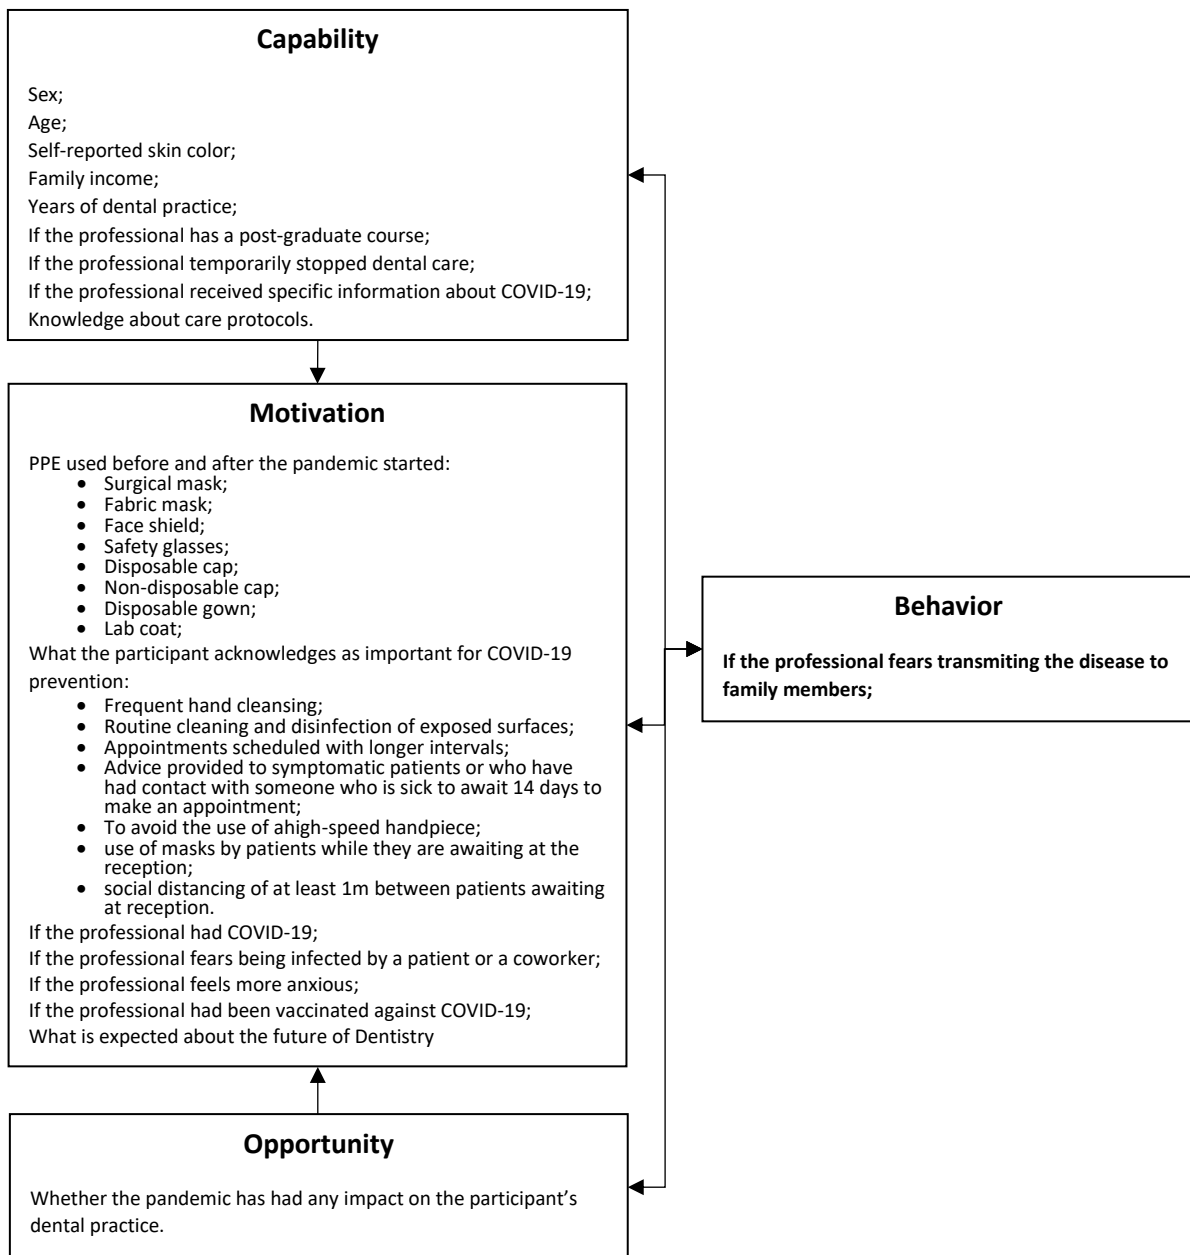 Capability
Sex;
Age;
Self-reported skin color;
Family income;
Years of dental practice;
If the professional has a post-graduate course;
If the professional temporarily stopped dental care;
If the professional received specific information about COVID-19;
Knowledge about care protocols.
Motivation
PPE used before and after the pandemic started:
• Surgical mask;
• Fabric mask;
• Face shield;
• Safety glasses;
• Disposable cap;
• Non-disposable cap;
• Disposable gown;
• Lab coat;
What the participant acknowledges as important for COVID-19
prevention:
• Frequent hand cleansing;
• Routine cleaning and disinfection of exposed surfaces;
• Appointments scheduled with longer intervals;
• Advice provided to symptomatic patients or who have
had contact with someone who is sick to await 14 days to
make an appointment;
• To avoid the use of ahigh-speed handpiece;
• use of masks by patients while they are awaiting at the
reception;
• social distancing of at least 1m between patients awaiting
at reception.
If the professional had COVID-19;
If the professional fears being infected by a patient or a coworker;
If the professional feels more anxious;
If the professional had been vaccinated against COVID-19;
What is expected about the future of Dentistry
Behavior
If the professional fears transmiting the disease to
family members;
Opportunity
Whether the pandemic has had any impact on the participant's
dental practice.